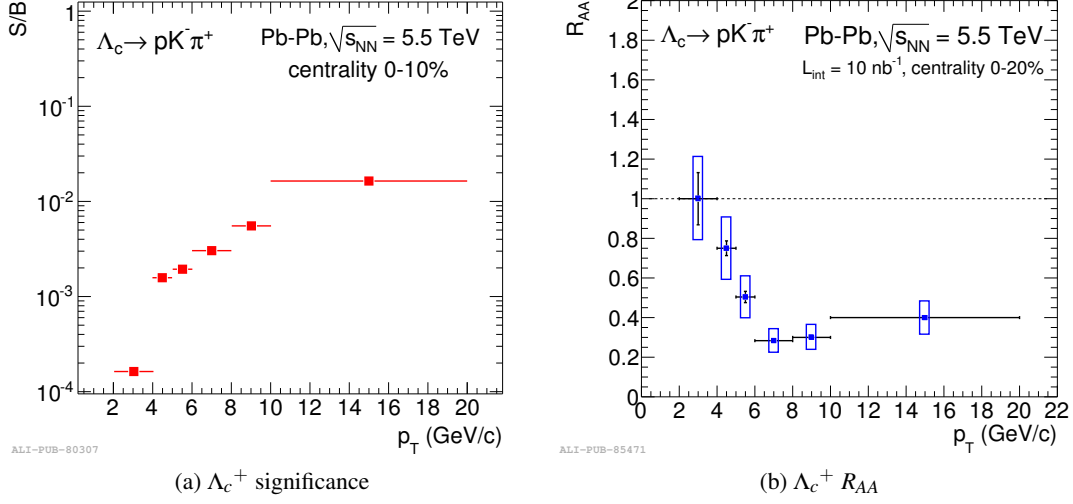 S/B
Λc→ pK⁻π⁺
Pb-Pb,√sNN = 5.5 TeV
centrality 0-10%
1
10⁻¹
10⁻²
10⁻³
10⁻⁴
2 4 6 8 10 12 14 16 18 20
pT (GeV/c)
ALI-PUB-80307
(a) Λc⁺ significance
RAA
Λc→ pK⁻π⁺
Pb-Pb,√sNN = 5.5 TeV
Lint = 10 nb⁻¹, centrality 0-20%
2
1.8
1.6
1.4
1.2
1
0.8
0.6
0.4
0.2
0
0 2 4 6 8 10 12 14 16 18 20 22
pT (GeV/c)
ALI-PUB-85471
(b) Λc⁺ RAA